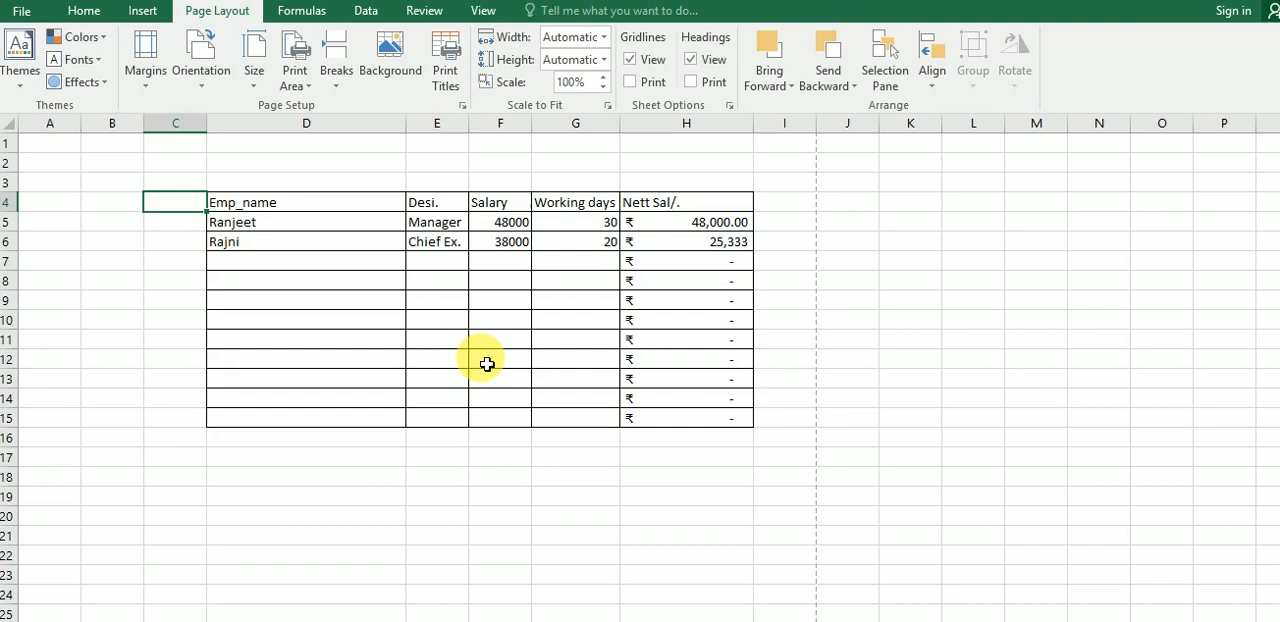 File Home Insert Page Layout Formulas Data Review View Tell me what you want to do... Sign in
Aa Colors Width: Automatic Gridlines Headings
A Fonts Height: Automatic View View
Themes Effects Margins Orientation Size Print Area Breaks Background Print Titles Scale: 100% Print Print Bring Forward Send Backward Selection Pane Align Group Rotate
Themes Page Setup Scale to Fit Sheet Options Arrange
A B C D E F G H I J K L M N O P
1
2
3
4 Emp_name Desi. Salary Working days Nett Sal/.
5 Ranjeet Manager 48000 30 ₹ 48,000.00
6 Rajni Chief Ex. 38000 20 ₹ 25,333
7 ₹ -
8 ₹ -
9 ₹ -
10 ₹ -
11 ₹ -
12 ₹ -
13 ₹ -
14 ₹ -
15 ₹ -
16
17
18
19
20
21
22
23
24
25